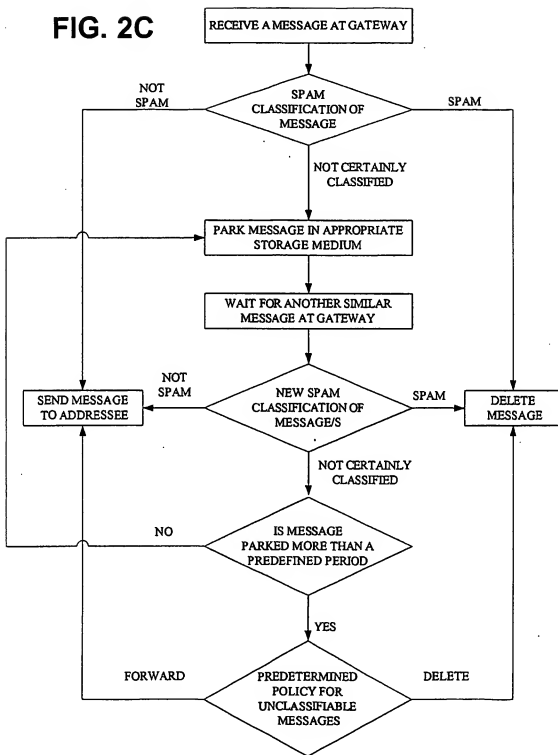 FIG. 2C
RECEIVE A MESSAGE AT GATEWAY
NOT
SPAM
SPAM
CLASSIFICATION OF
MESSAGE
SPAM
NOT CERTAINLY
CLASSIFIED
PARK MESSAGE IN APPROPRIATE
STORAGE MEDIUM
WAIT FOR ANOTHER SIMILAR
MESSAGE AT GATEWAY
SEND MESSAGE
TO ADDRESSEE
NOT
SPAM
NEW SPAM
CLASSIFICATION OF
MESSAGE/S
SPAM
DELETE
MESSAGE
NOT CERTAINLY
CLASSIFIED
NO
IS MESSAGE
PARKED MORE THAN A
PREDEFINED PERIOD
YES
FORWARD
PREDETERMINED
POLICY FOR
UNCLASSIFIABLE
MESSAGES
DELETE